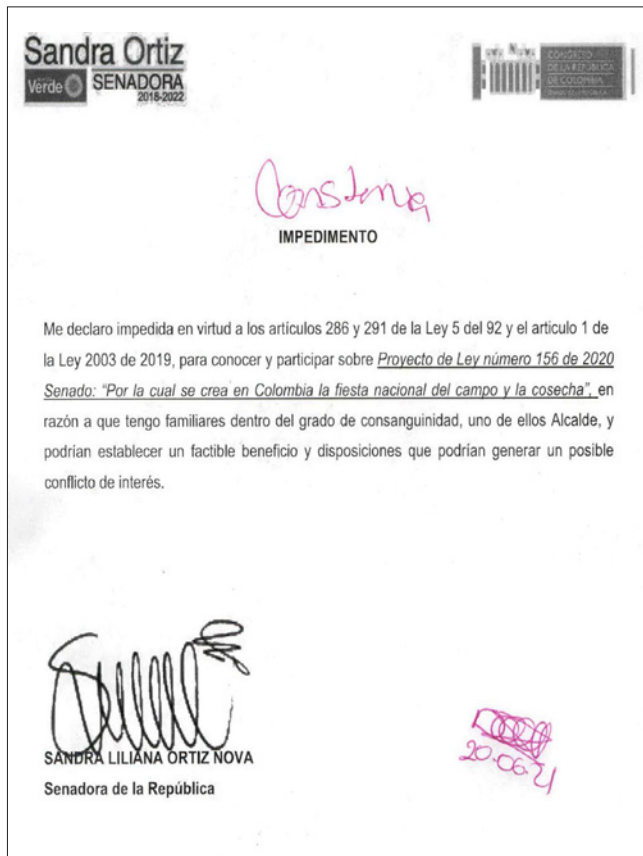 Sandra Ortiz
Verde SENADORA
2018-2022
CONGRESO
DE LA REPÚBLICA
DE COLOMBIA
Constancia
IMPEDIMENTO
Me declaro impedida en virtud a los artículos 286 y 291 de la Ley 5 del 92 y el articulo 1 de
la Ley 2003 de 2019, para conocer y participar sobre Proyecto de Ley número 156 de 2020
Senado: "Por la cual se crea en Colombia la fiesta nacional del campo y la cosecha", en
razón a que tengo familiares dentro del grado de consanguinidad, uno de ellos Alcalde, y
podrían establecer un factible beneficio y disposiciones que podrían generar un posible
conflicto de interés.
SANDRA LILIANA ORTIZ NOVA
Senadora de la República
20-06-21